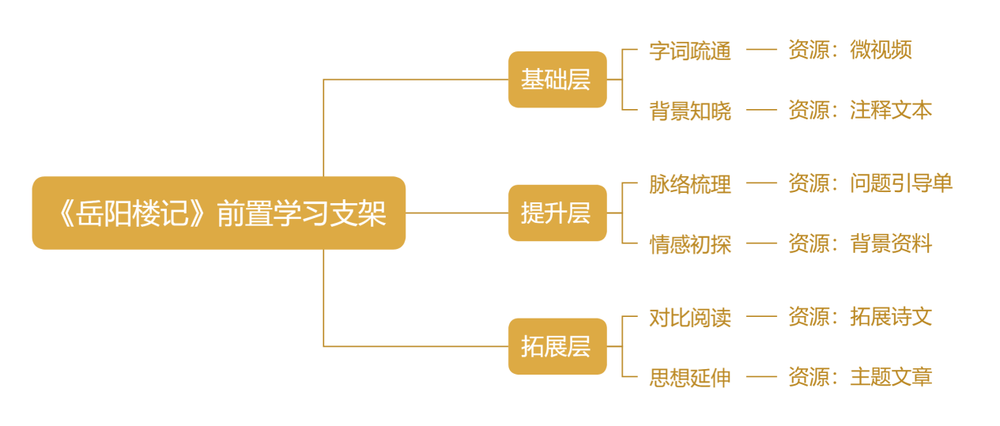 《岳阳楼记》前置学习支架
基础层
字词疏通
资源：微视频
背景知晓
资源：注释文本
提升层
脉络梳理
资源：问题引导单
情感初探
资源：背景资料
拓展层
对比阅读
资源：拓展诗文
思想延伸
资源：主题文章